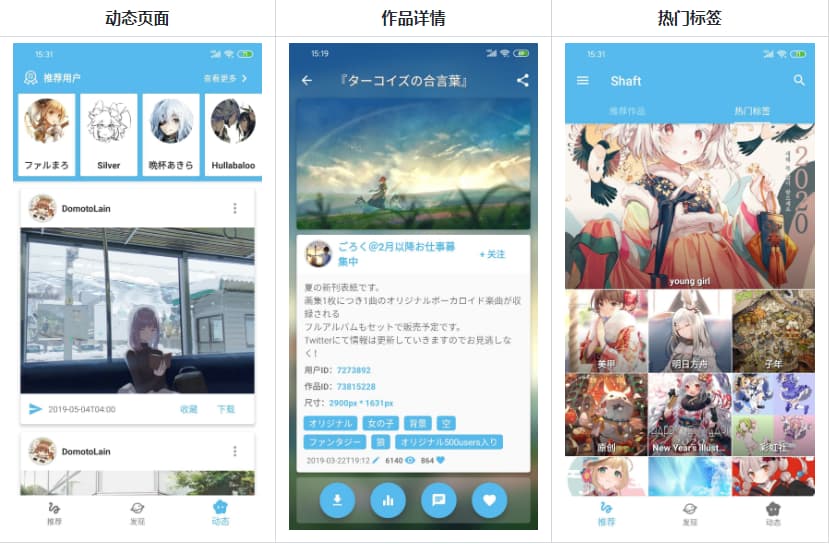 动态页面
作品详情
热门标签
15:31
71
推荐用户
查看更多
ファルまろ
Silver
晩杯あきら
Hullabaloo
DomotoLain
2019-05-04T04:00
收藏
下载
DomotoLain
推荐
发现
动态
15:19
『ターコイズの合言葉』
ごろく@2月以降お仕事募
集中
+ 关注
夏の新刊表紙です。
画集1枚につき1曲のオリジナルボーカロイド楽曲が収
録される
フルアルバムもセットで販売予定です。
Twitterにて情報は更新していきますのでお見逃しな
く！
用户ID: 7273892
作品ID: 73815228
尺寸: 2900px * 1631px
オリジナル
女の子
背景
空
ファンタジー
狼
オリジナル500users入り
2019-03-22T19:12
6140
864
15:31
71
Shaft
推荐作品
热门标签
2020
young girl
美甲
明日方舟
子年
原创
New Year's Illust...
彩虹社
推荐
发现
动态